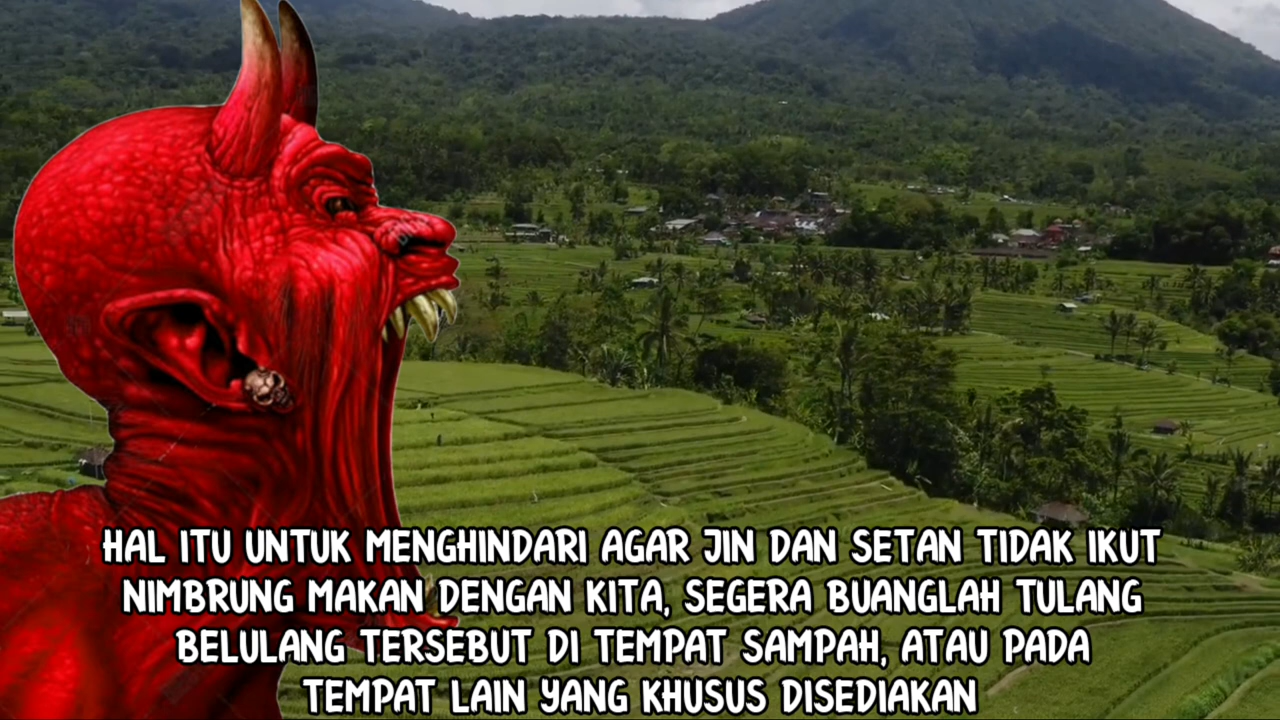 HAL ITU UNTUK MENGHINDARI AGAR JIN DAN SETAN TIDAK IKUT
NIMBRUNG MAKAN DENGAN KITA, SEGERA BUANGLAH TULANG
BELULANG TERSEBUT DI TEMPAT SAMPAH, ATAU PADA
TEMPAT LAIN YANG KHUSUS DISEDIAKAN